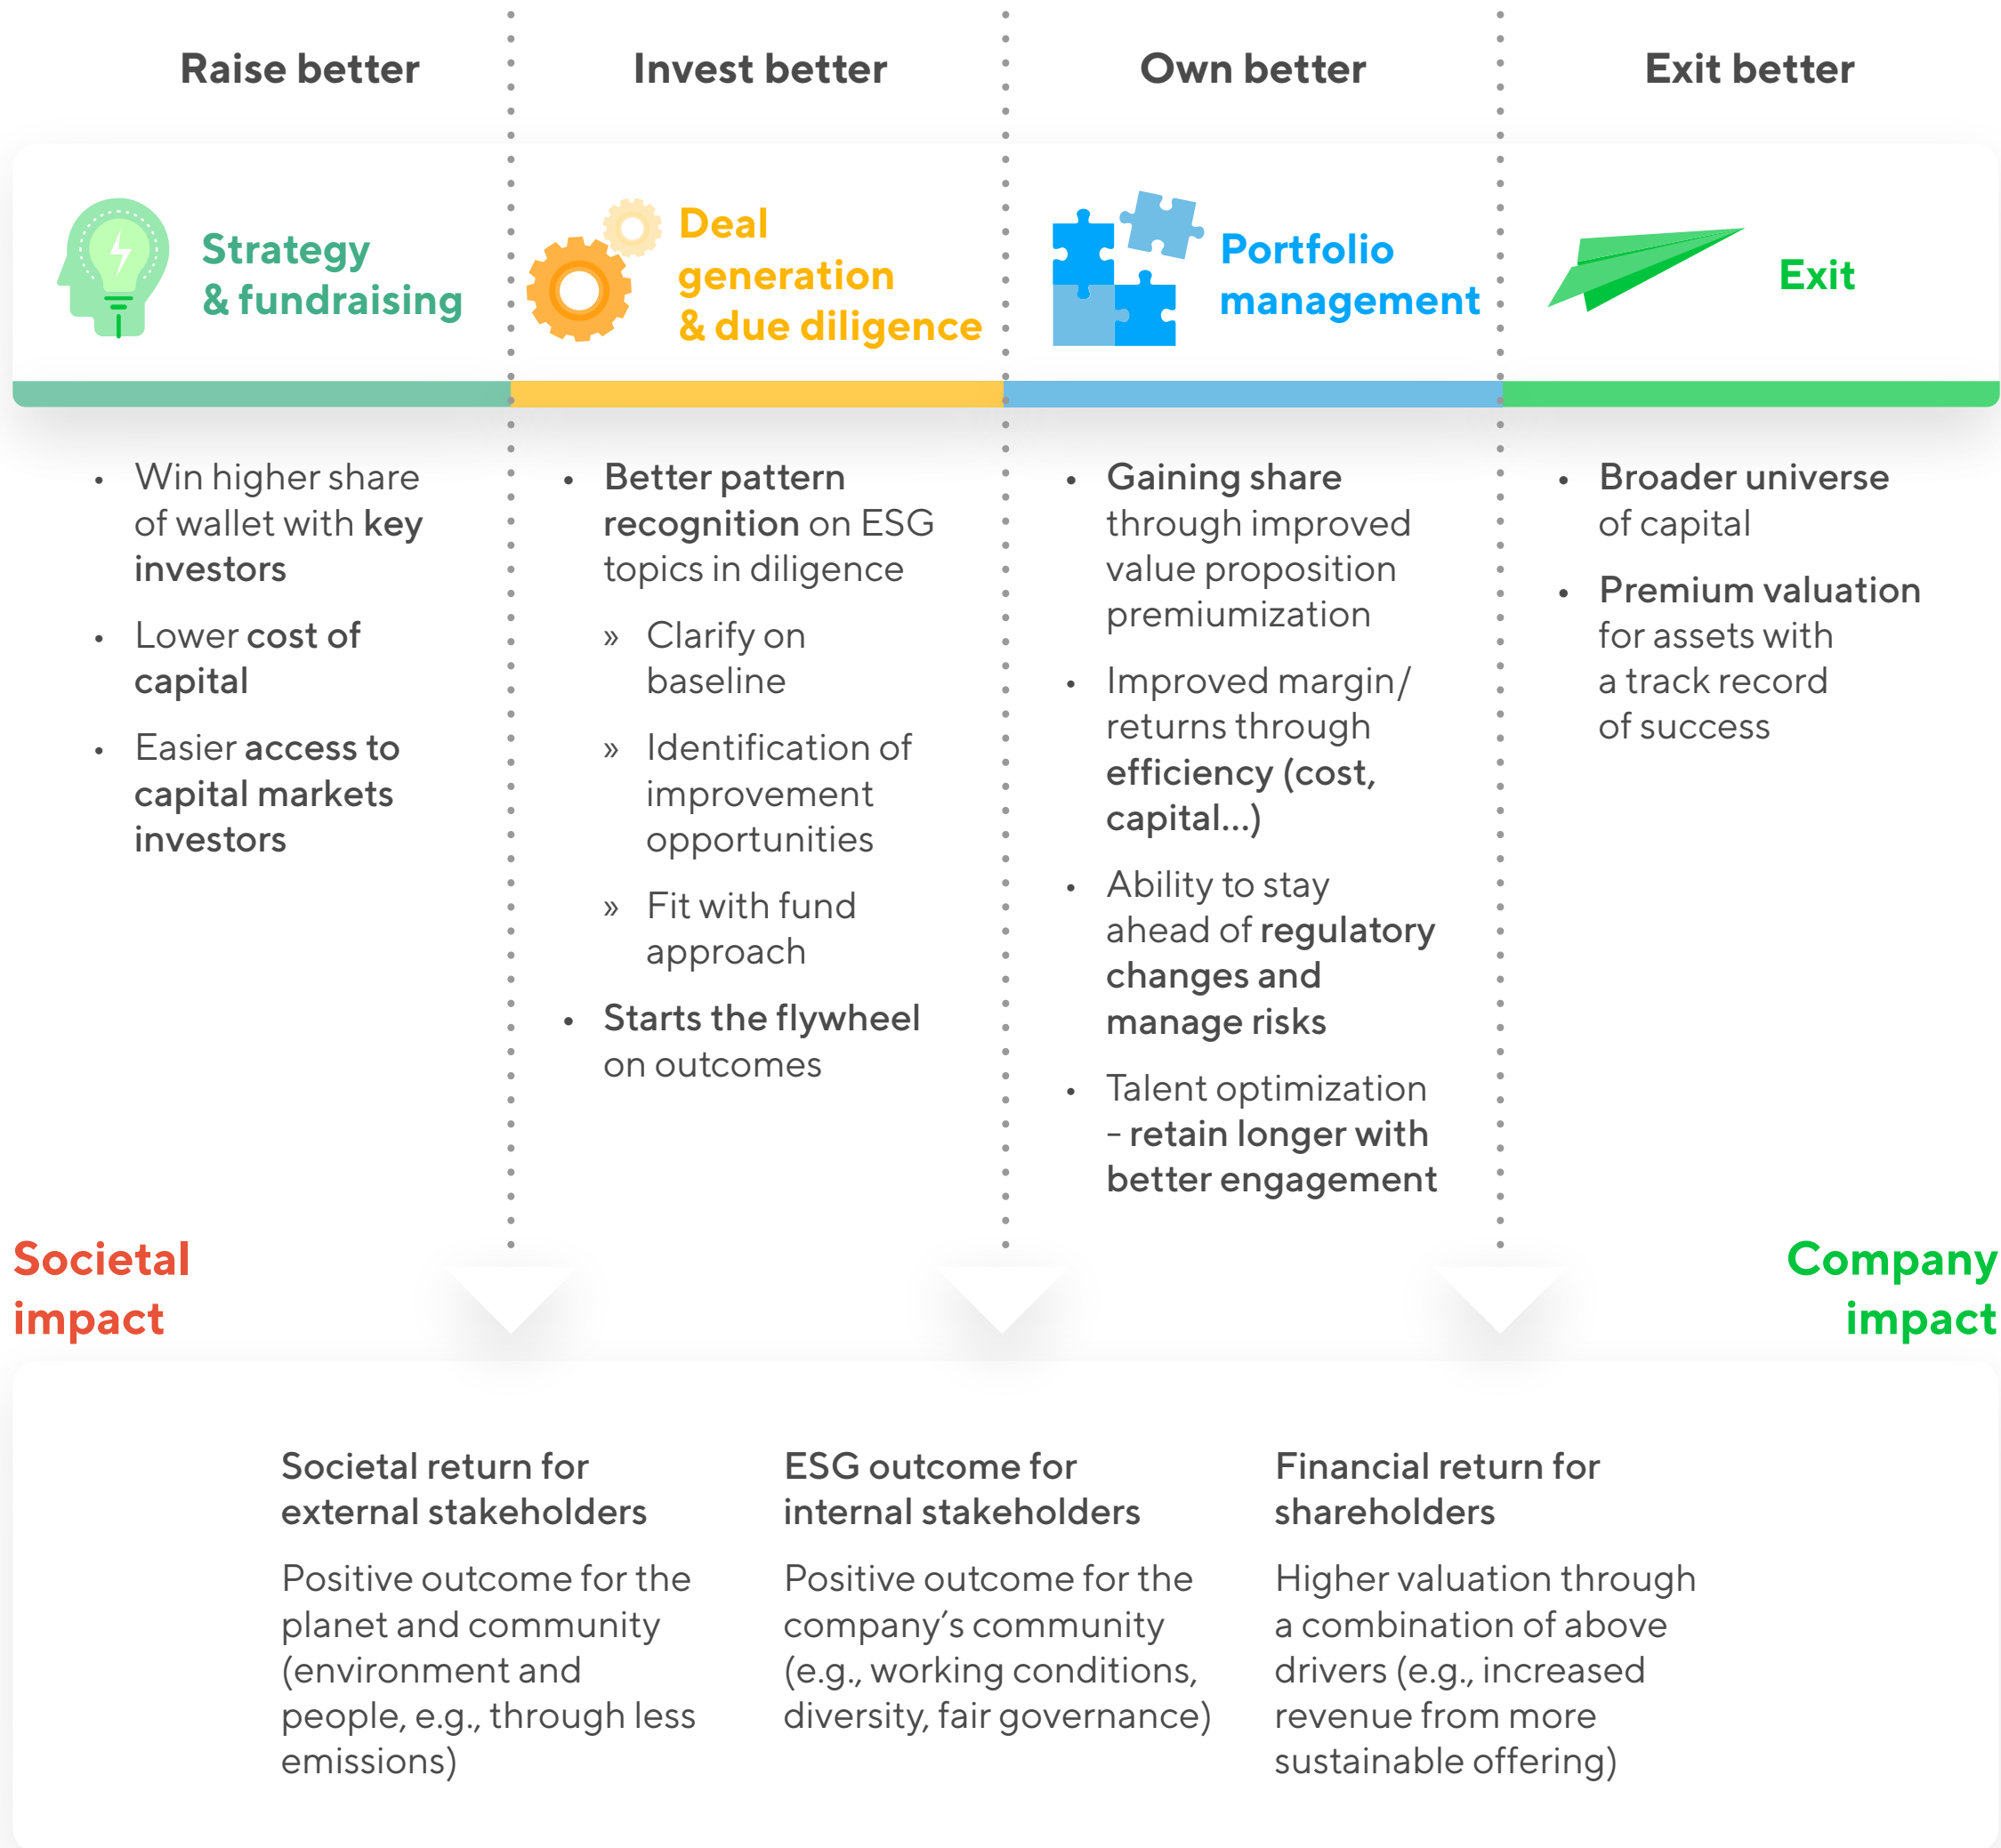 Raise better
Invest better
Own better
Exit better
Strategy
& fundraising
Deal
generation
& due diligence
Portfolio
management
Exit
• Win higher share
of wallet with key
investors
• Lower cost of
capital
• Easier access to
capital markets
investors
• Better pattern
recognition on ESG
topics in diligence
» Clarify on
baseline
» Identification of
improvement
opportunities
» Fit with fund
approach
• Starts the flywheel
on outcomes
• Gaining share
through improved
value proposition
premiumization
• Improved margin/
returns through
efficiency (cost,
capital...)
• Ability to stay
ahead of regulatory
changes and
manage risks
• Talent optimization
- retain longer with
better engagement
• Broader universe
of capital
• Premium valuation
for assets with
a track record
of success
Societal
impact
Company
impact
Societal return for
external stakeholders
Positive outcome for the
planet and community
(environment and
people, e.g., through less
emissions)
ESG outcome for
internal stakeholders
Positive outcome for the
company’s community
(e.g., working conditions,
diversity, fair governance)
Financial return for
shareholders
Higher valuation through
a combination of above
drivers (e.g., increased
revenue from more
sustainable offering)